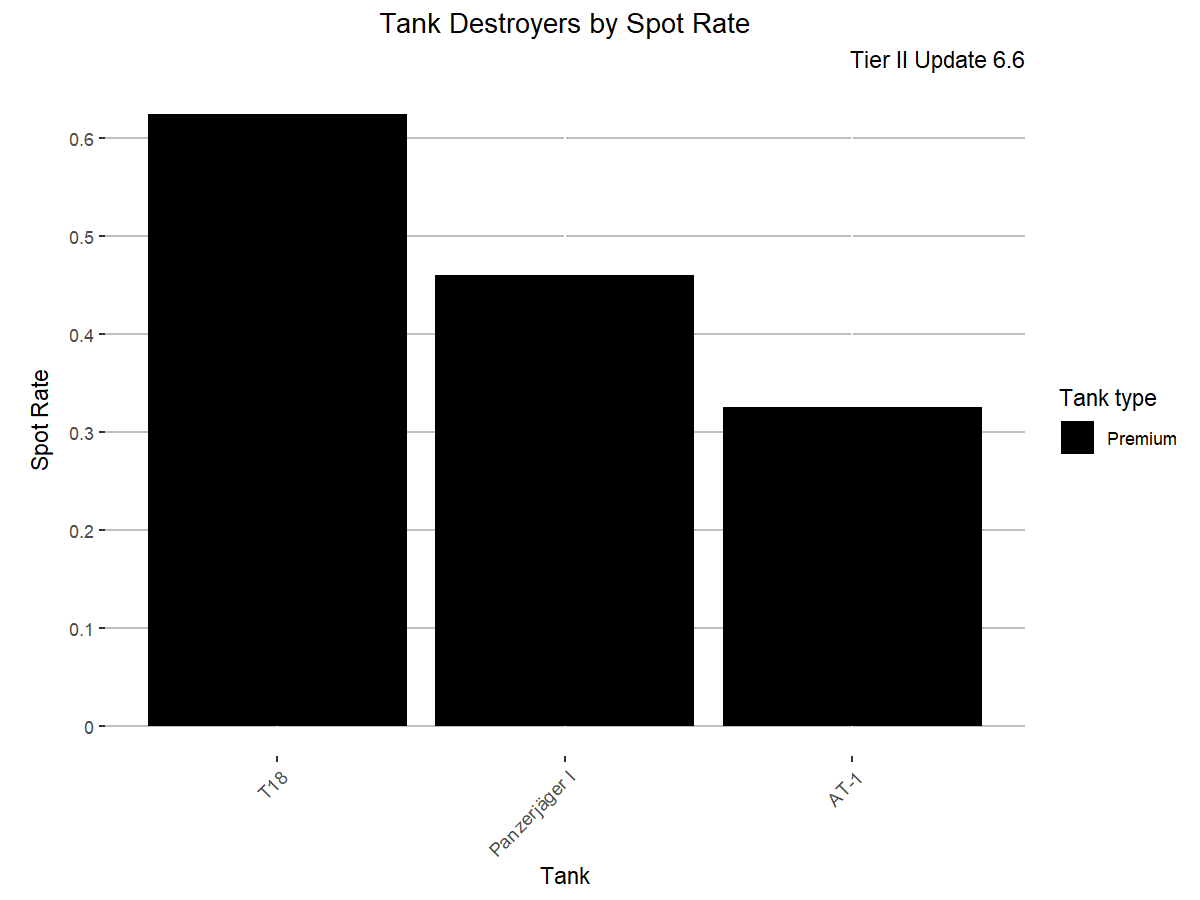 Tank Destroyers by Spot Rate
Tier II Update 6.6
0.6
0.5
0.4
0.3
0.2
0.1
0
Spot Rate
T18
Panzerjäger I
AT-1
Tank
Tank type
Premium